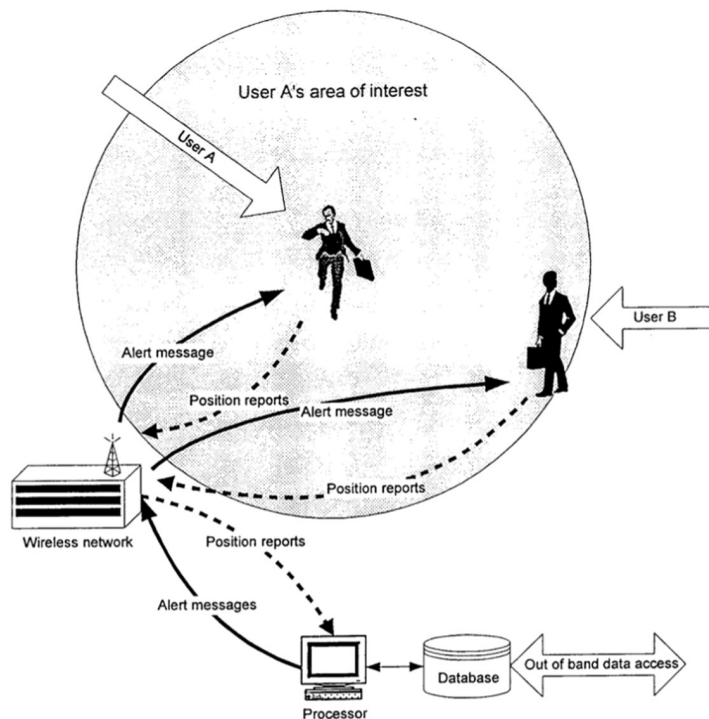 User A's area of interest
User A
User B
Alert message
Position reports
Alert message
Position reports
Wireless network
Position reports
Alert messages
Out of band data access
Database
Processor